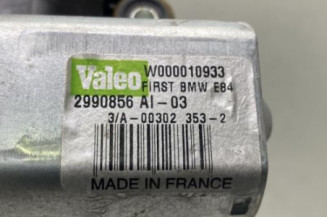 Valeo W000010933
FIRST BMW E84
2990856 AI-03
3/A-00302 353-2
MADE IN FRANCE